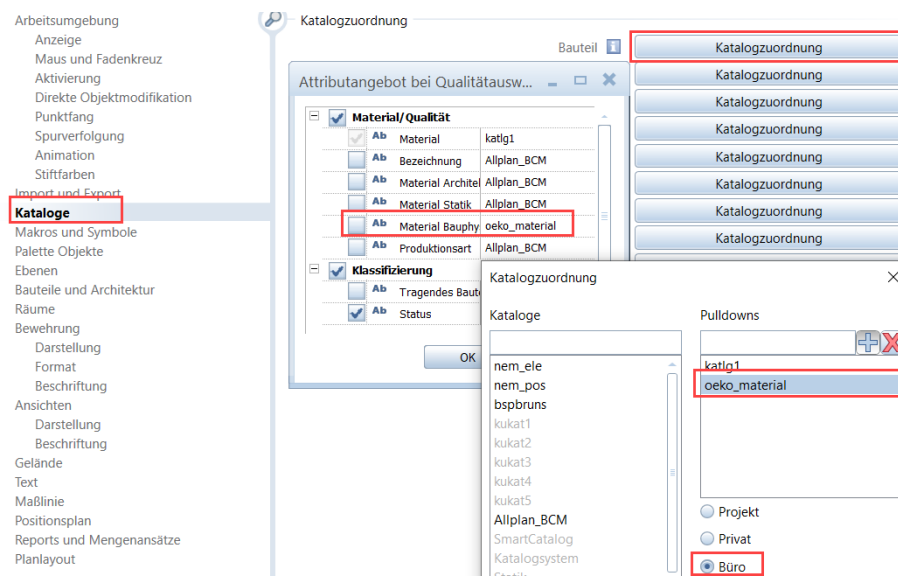 Arbeitsumgebung
Anzeige
Maus und Fadenkreuz
Aktivierung
Direkte Objektmodifikation
Punktfang
Spurverfolgung
Animation
Stiftfarben
Import und Export
Kataloge
Makros und Symbole
Palette Objekte
Ebenen
Bauteile und Architektur
Räume
Bewehrung
Darstellung
Format
Beschriftung
Ansichten
Darstellung
Beschriftung
Gelände
Text
Maßlinie
Positionsplan
Reports und Mengenansätze
Planlayout
Katalogzuordnung
Bauteil i
Katalogzuordnung
Katalogzuordnung
Katalogzuordnung
Katalogzuordnung
Katalogzuordnung
Katalogzuordnung
Katalogzuordnung
Katalogzuordnung
Attributangebot bei Qualitätausw...
Material/Qualität
Ab Material katlg1
Ab Bezeichnung Allplan_BCM
Ab Material Architel Allplan_BCM
Ab Material Statik Allplan_BCM
Ab Material Bauphy oeko_material
Ab Produktionsart Allplan_BCM
Klassifizierung
Ab Tragendes Baute
Ab Status
OK
Katalogzuordnung
Kataloge
nem_ele
nem_pos
bspbruns
kukat1
kukat2
kukat3
kukat4
kukat5
Allplan_BCM
SmartCatalog
Katalogsystem
Statik
Pulldowns
katlg1
oeko_material
Projekt
Privat
Büro